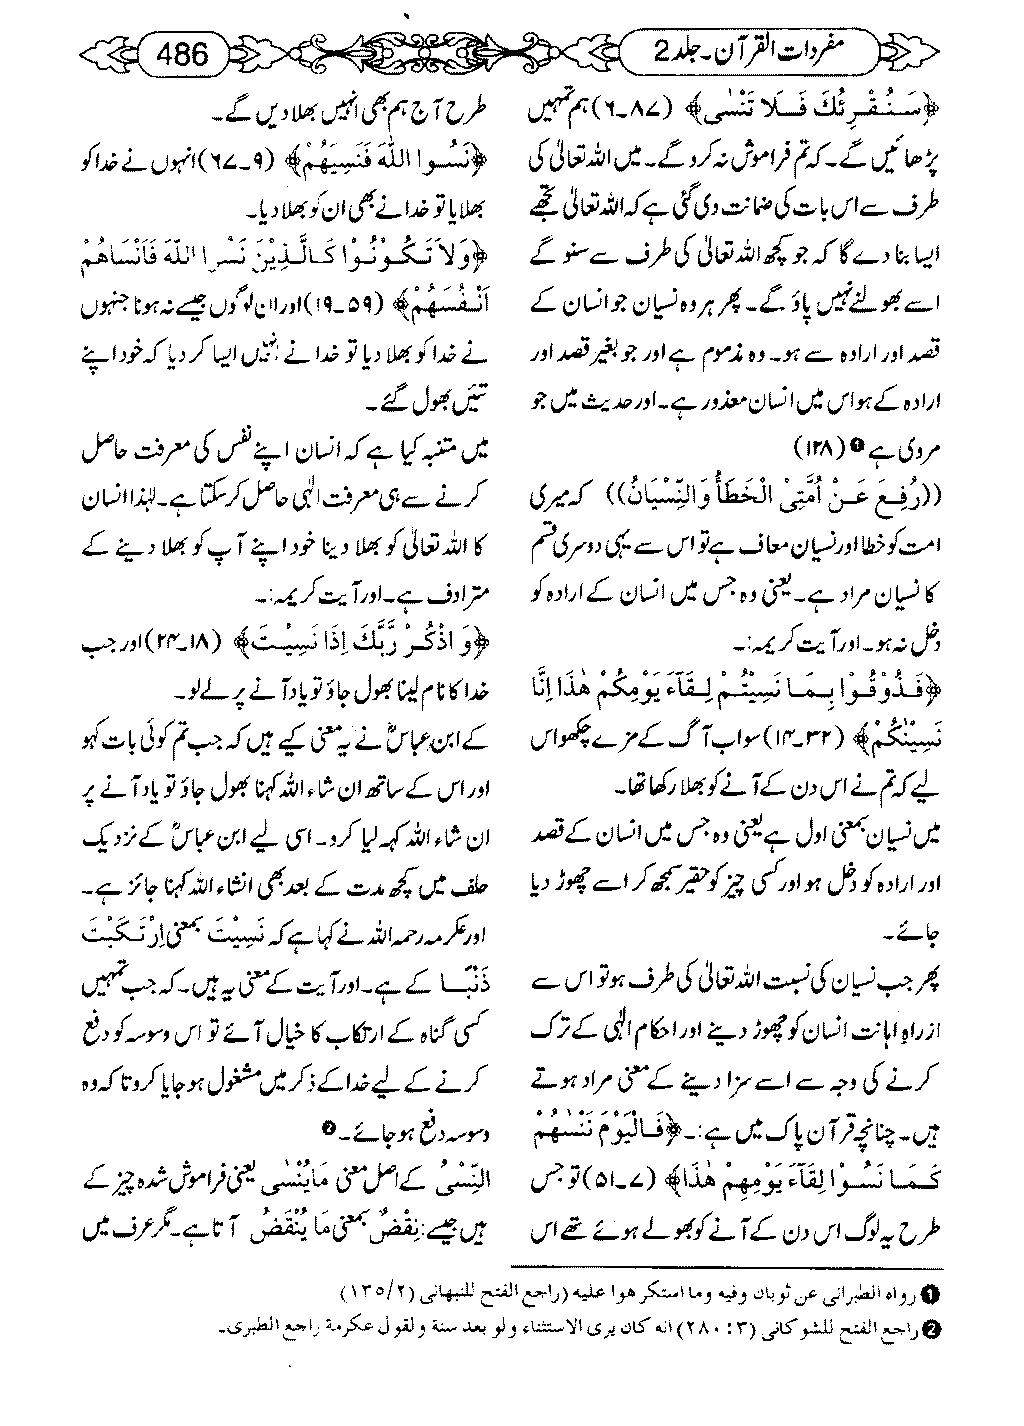 مفردات القرآن۔ جلد 2
486
﴿سَنُقْرِئُكَ فَلَا تَنْسٰى﴾ (۸۷۔۶) ہم تمہیں
پڑھائیں گے۔ کہ تم فراموش نہ کرو گے۔ میں اللہ تعالیٰ کی
طرف سے اس بات کی ضمانت دی گئی ہے کہ اللہ تعالیٰ تجھے
ایسا بنا دے گا کہ جو کچھ اللہ تعالیٰ کی طرف سے سنو گے
اسے بھولنے نہیں پاؤ گے۔ پھر ہر وہ نسیان جو انسان کے
قصد اور ارادہ سے ہو۔ وہ مذموم ہے اور جو بغیر قصد اور
ارادہ کے ہو اس میں انسان معذور ہے۔ اور حدیث میں جو
مروی ہے ❶ (۱۲۸)
((رُفِعَ عَنْ اُمَّتِیْ الْخَطَأُ وَالنِّسْيَانُ)) کہ میری
امت کو خطا اور نسیان معاف ہے تو اس سے یہی دوسری قسم
کا نسیان مراد ہے۔ یعنی وہ جس میں انسان کے ارادہ کو
دخل نہ ہو۔ اور آیت کریمہ:۔
﴿فَذُوْقُوْا بِمَا نَسِيْتُمْ لِقَآءَ يَوْمِكُمْ هٰذَا اِنَّا
نَسِيْنٰكُمْ﴾ (۳۲۔۱۴) سو اب آگ کے مزے چکھو اس
لیے کہ تم نے اس دن کے آنے کو بھلا رکھا تھا۔
میں نسیان بمعنی اول ہے یعنی وہ جس میں انسان کے قصد
اور ارادہ کو دخل ہو اور کسی چیز کو حقیر سمجھ کر اسے چھوڑ دیا
جائے۔
پھر جب نسیان کی نسبت اللہ تعالیٰ کی طرف ہو تو اس سے
ازراہِ اہانت انسان کو چھوڑ دینے اور احکام الٰہی کے ترک
کرنے کی وجہ سے اسے سزا دینے کے معنی مراد ہوتے
ہیں۔ چنانچہ قرآن پاک میں ہے:۔ ﴿فَالْيَوْمَ نَنْسٰهُمْ
كَمَا نَسُوْا لِقَآءَ يَوْمِهِمْ هٰذَا﴾ (۷۔۵۱) تو جس
طرح یہ لوگ اس دن کے آنے کو بھولے ہوئے تھے اس
طرح آج ہم بھی انہیں بھلا دیں گے۔
﴿نَسُوا اللّٰهَ فَنَسِيَهُمْ﴾ (۹۔۶۷) انہوں نے خدا کو
بھلایا تو خدا نے بھی ان کو بھلا دیا۔
﴿وَلَا تَكُوْنُوْا كَالَّذِيْنَ نَسُوا اللّٰهَ فَاَنْسَاهُمْ
اَنْفُسَهُمْ﴾ (۵۹۔۱۹) اور ان لوگوں جیسے نہ ہونا جنہوں
نے خدا کو بھلا دیا تو خدا نے انہیں ایسا کر دیا کہ خود اپنے
تئیں بھول گئے۔
میں متنبہ کیا ہے کہ انسان اپنے نفس کی معرفت حاصل
کرنے سے ہی معرفت الٰہی حاصل کر سکتا ہے۔ لہٰذا انسان
کا اللہ تعالیٰ کو بھلا دینا خود اپنے آپ کو بھلا دینے کے
مترادف ہے۔ اور آیت کریمہ:۔
﴿وَ اذْكُرْ رَّبَّكَ اِذَا نَسِيْتَ﴾ (۱۸۔۲۴) اور جب
خدا کا نام لینا بھول جاؤ تو یاد آنے پر لے لو۔
کے ابن عباسؓ نے یہ معنی کیے ہیں کہ جب تم کوئی بات کہو
اور اس کے ساتھ ان شاء اللہ کہنا بھول جاؤ تو یاد آنے پر
ان شاء اللہ کہہ لیا کرو۔ اسی لیے ابن عباسؓ کے نزدیک
حلف میں کچھ مدت کے بعد بھی انشاء اللہ کہنا جائز ہے۔
اور عکرمہ رحمہ اللہ نے کہا ہے کہ نَسِيْتَ بمعنی اِرْتَكَبْتَ
ذَنْبًا کے ہے۔ اور آیت کے معنی یہ ہیں۔ کہ جب تمہیں
کسی گناہ کے ارتکاب کا خیال آئے تو اس وسوسہ کو دفع
کرنے کے لیے خدا کے ذکر میں مشغول ہو جایا کرو تاکہ وہ
وسوسہ دفع ہو جائے۔ ❷
النِّسْیُ کے اصل معنی مَایُنْسٰی یعنی فراموش شدہ چیز کے
ہیں جیسے: نِقْضٌ بمعنی مَا يُنْقَضُ آتا ہے۔ مگر عرف میں
❶ رواه الطبرانى عن ثوبان وفيه وما استكرهوا عليه (راجع الفتح للنبهانى (۱۳۵/۲)
❷ راجع الفتح للشوكانى (۳ : ۲۸۰) انه كان يرى الاستثناء ولو بعد سنة ولقول عكرمة راجع الطبرى۔